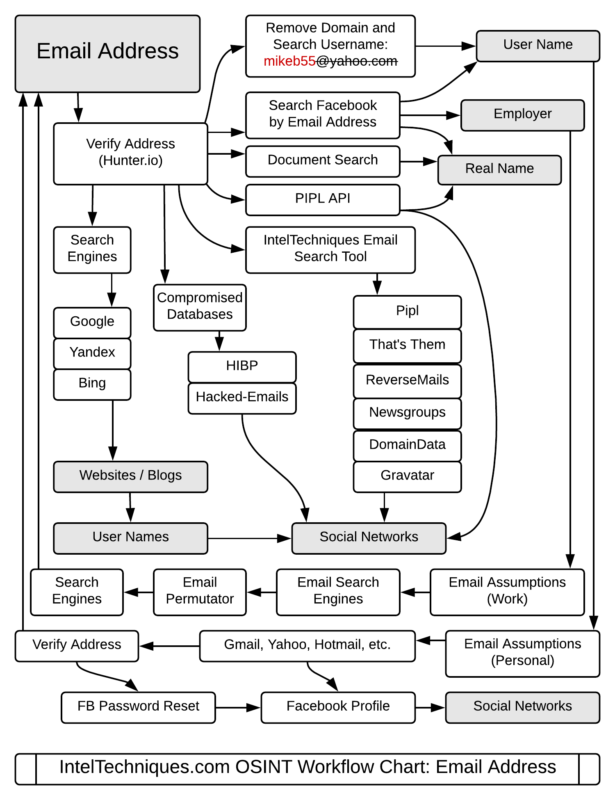 Email Address
Remove Domain and
Search Username:
mikeb55@yahoo.com
User Name
Search Facebook
by Email Address
Employer
Verify Address
(Hunter.io)
Document Search
Real Name
PIPL API
Search
Engines
IntelTechniques Email
Search Tool
Compromised
Databases
Google
Yandex
Bing
HIBP
Hacked-Emails
Pipl
That's Them
ReverseMails
Newsgroups
DomainData
Gravatar
Websites / Blogs
User Names
Social Networks
Search
Engines
Email
Permutator
Email Search
Engines
Email Assumptions
(Work)
Verify Address
Gmail, Yahoo, Hotmail, etc.
Email Assumptions
(Personal)
FB Password Reset
Facebook Profile
Social Networks
IntelTechniques.com OSINT Workflow Chart: Email Address